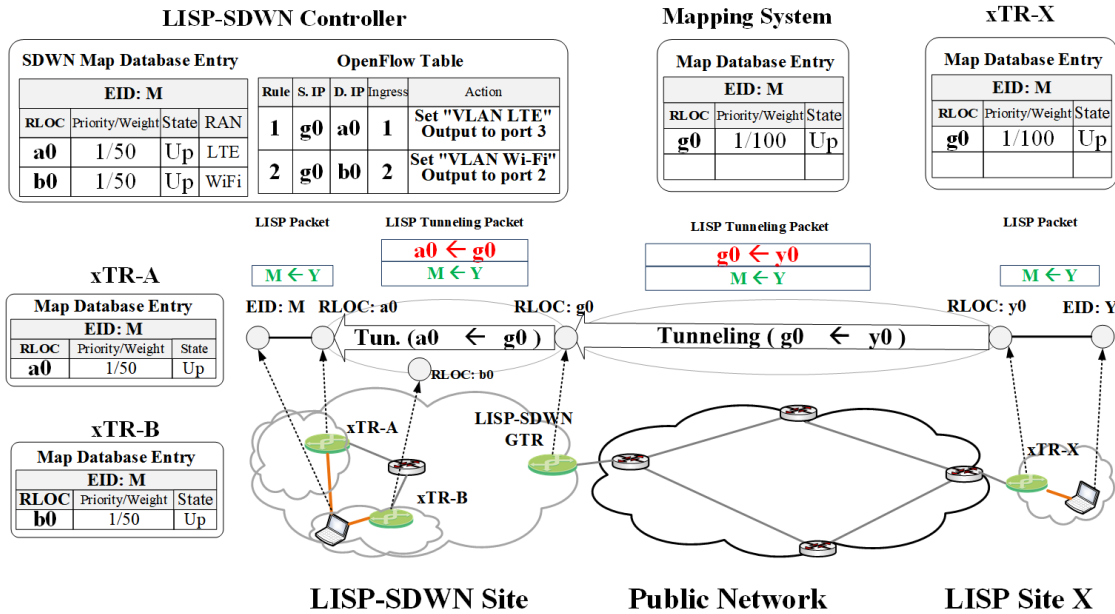 LISP-SDWN Controller
Mapping System
xTR-X
SDWN Map Database Entry
EID: M
RLOC Priority/Weight State RAN
a0 1/50 Up LTE
b0 1/50 Up WiFi
OpenFlow Table
Rule S. IP D. IP Ingress Action
1 g0 a0 1 Set "VLAN LTE"
Output to port 3
2 g0 b0 2 Set "VLAN Wi-Fi"
Output to port 2
Map Database Entry
EID: M
RLOC Priority/Weight State
g0 1/100 Up
Map Database Entry
EID: M
RLOC Priority/Weight State
g0 1/100 Up
LISP Packet
LISP Tunneling Packet
LISP Tunneling Packet
LISP Packet
a0 ← g0
M ← Y
M ← Y
g0 ← y0
M ← Y
M ← Y
xTR-A
Map Database Entry
EID: M
RLOC Priority/Weight State
a0 1/50 Up
EID: M
RLOC: a0
RLOC: g0
RLOC: y0
EID: Y
Tun. (a0 ← g0 )
Tunneling ( g0 ← y0 )
RLOC: b0
xTR-B
Map Database Entry
EID: M
RLOC Priority/Weight State
b0 1/50 Up
xTR-A
xTR-B
LISP-SDWN
GTR
xTR-X
LISP-SDWN Site
Public Network
LISP Site X